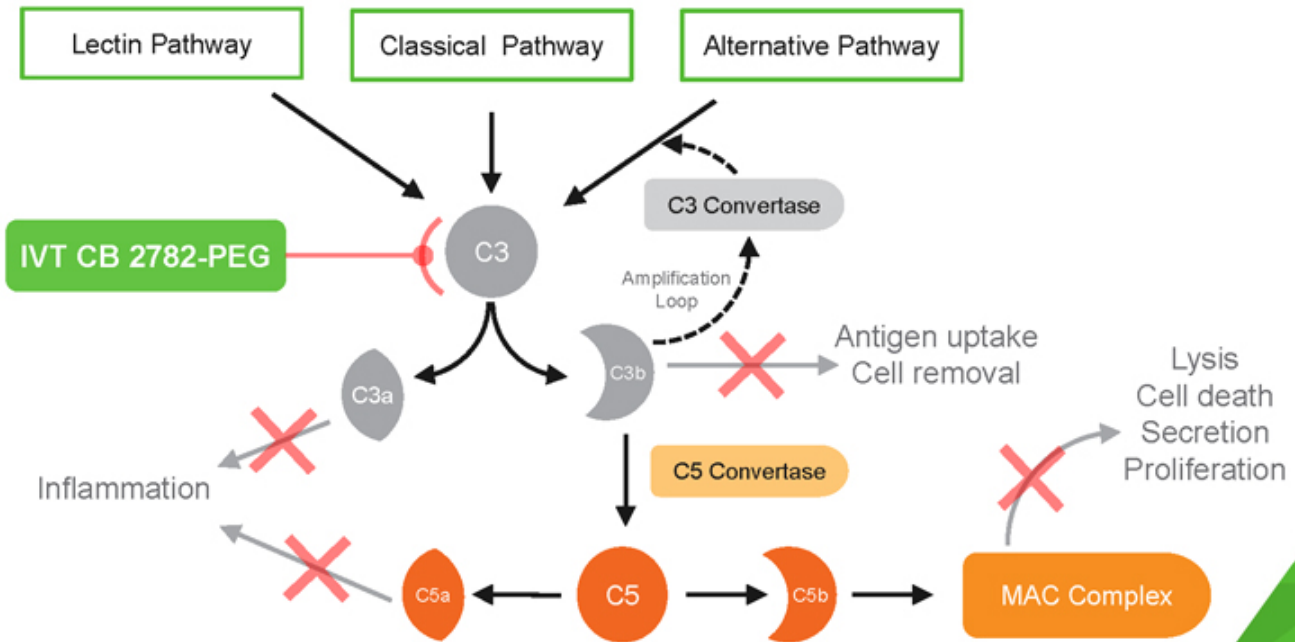 Lectin Pathway
Classical Pathway
Alternative Pathway
C3 Convertase
IVT CB 2782-PEG
C3
Amplification
Loop
C3a
C3b
Antigen uptake
Cell removal
Lysis
Cell death
Secretion
Proliferation
C5 Convertase
Inflammation
C5a
C5
C5b
MAC Complex